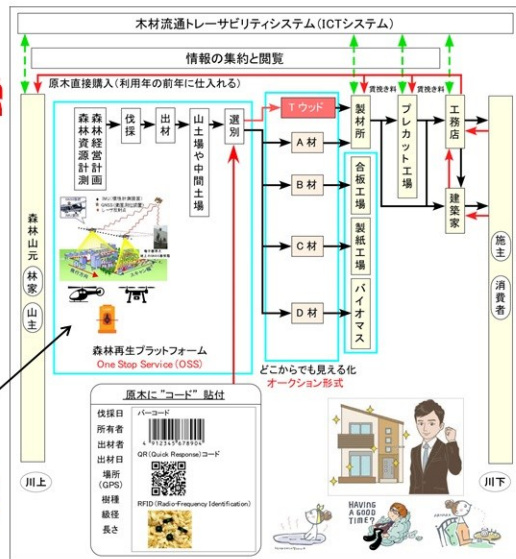 木材流通トレーサビリティシステム(ICTシステム)
情報の集約と閲覧
原木直接購入(利用年の前年に仕入れる)
賃挽き料
賃挽き料
森林山元
林家
山主
川上
森林資源計測
森林経営計画
伐採
出材
山土場や中間土場
選別
Tウッド
A材
B材
C材
D材
製材所
合板工場
製紙工場
バイオマス
プレカット工場
工務店
建築家
施主
消費者
川下
森林再生プラットフォーム
One Stop Service(OSS)
どこからでも見える化
オークション形式
原木に“コード”貼付
伐採日
所有者
出材者
出材日
場所
(GPS)
樹種
級径
長さ
バーコード
4 912345 678904
QR(Quick Response)コード
RFID(Radio-Frequency Identification)
HAVING
A GOOD
TIME?